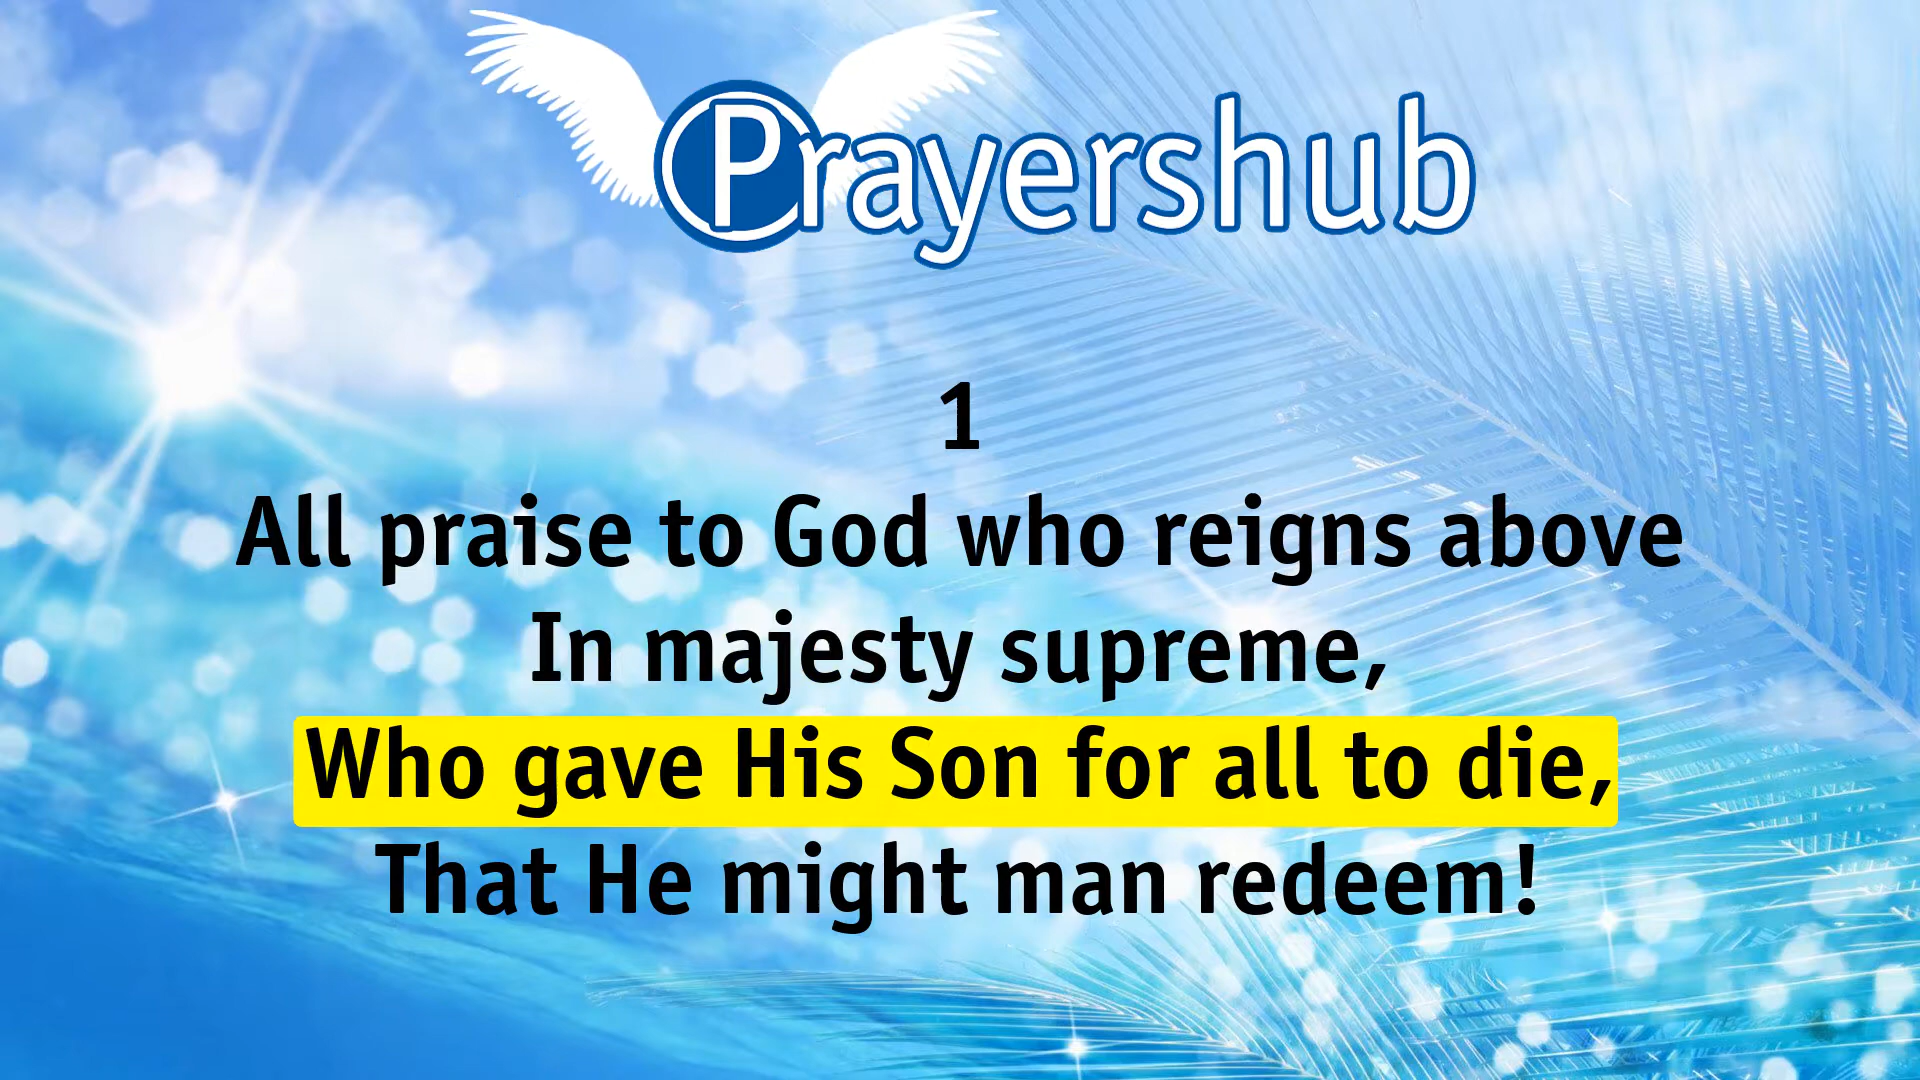 Prayershub
1
All praise to God who reigns above
In majesty supreme,
Who gave His Son for all to die,
That He might man redeem!